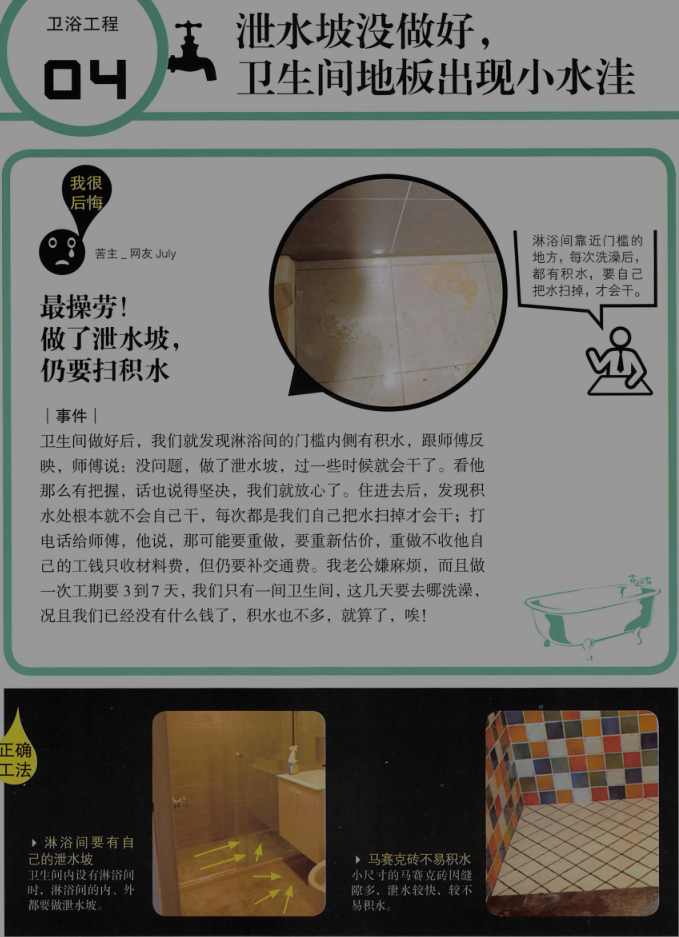 卫浴工程
04
泄水坡没做好，
卫生间地板出现小水洼
我很
后悔
苦主_网友 July
淋浴间靠近门槛的
地方，每次洗澡后，
都有积水，要自己
把水扫掉，才会干。
最操劳！
做了泄水坡，
仍要扫积水
｜事件｜
卫生间做好后，我们就发现淋浴间的门槛内侧有积水，跟师傅反
映，师傅说：没问题，做了泄水坡，过一些时候就会干了。看他
那么有把握，话也说得坚决，我们就放心了。住进去后，发现积
水处根本就不会自己干，每次都是我们自己把水扫掉才会干；打
电话给师傅，他说，那可能要重做，要重新估价，重做不收他自
己的工钱只收材料费，但仍要补交通费。我老公嫌麻烦，而且做
一次工期要3到7天，我们只有一间卫生间，这几天要去哪洗澡，
况且我们已经没有什么钱了，积水也不多，就算了，唉！
正确
工法
淋浴间要有自
己的泄水坡
卫生间内设有淋浴间
时，淋浴间的内、外
都要做泄水坡。
马赛克砖不易积水
小尺寸的马赛克砖因缝
隙多，泄水较快，较不
易积水。